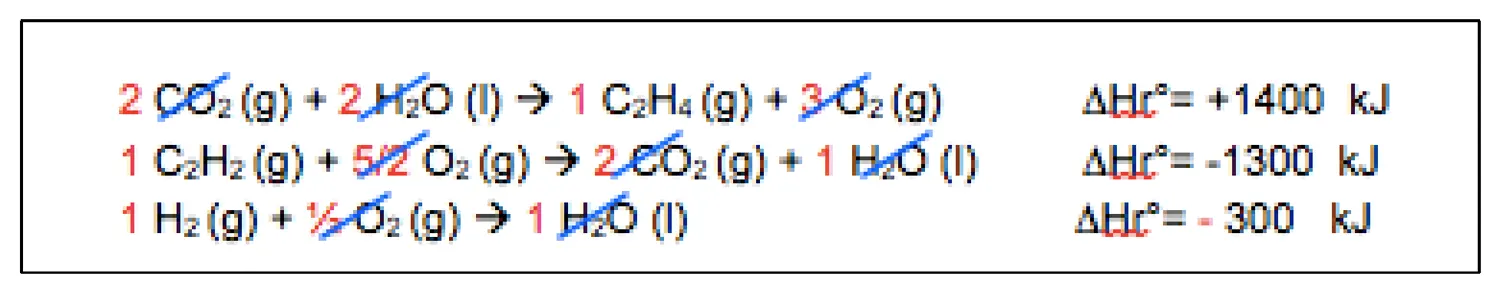 2 CO₂ (g) + 2 H₂O (l) → 1 C₂H₄ (g) + 3 O₂ (g) ΔHr°= +1400 kJ
1 C₂H₂ (g) + 5/2 O₂ (g) → 2 CO₂ (g) + 1 H₂O (l) ΔHr°= -1300 kJ
1 H₂ (g) + ½ O₂ (g) → 1 H₂O (l) ΔHr°= - 300 kJ